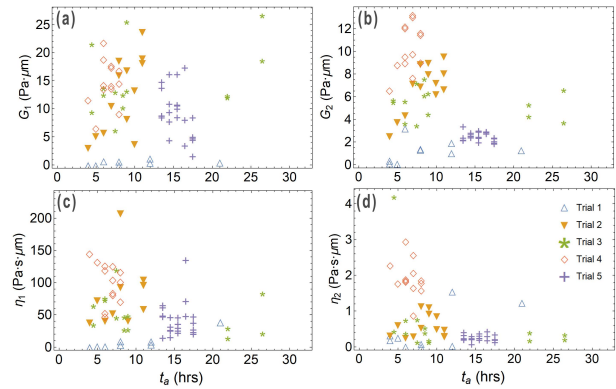 (a)
G₁ (Pa·μm)
25
20
15
10
5
0
0 5 10 15 20 25 30
(b)
G₂ (Pa·μm)
12
10
8
6
4
2
0
0 5 10 15 20 25 30
(c)
η₁ (Pa·s·μm)
200
150
100
50
0
0 5 10 15 20 25 30
tₐ (hrs)
(d)
η₂ (Pa·s·μm)
4
3
2
1
0
0 5 10 15 20 25 30
tₐ (hrs)
Trial 1
Trial 2
Trial 3
Trial 4
Trial 5